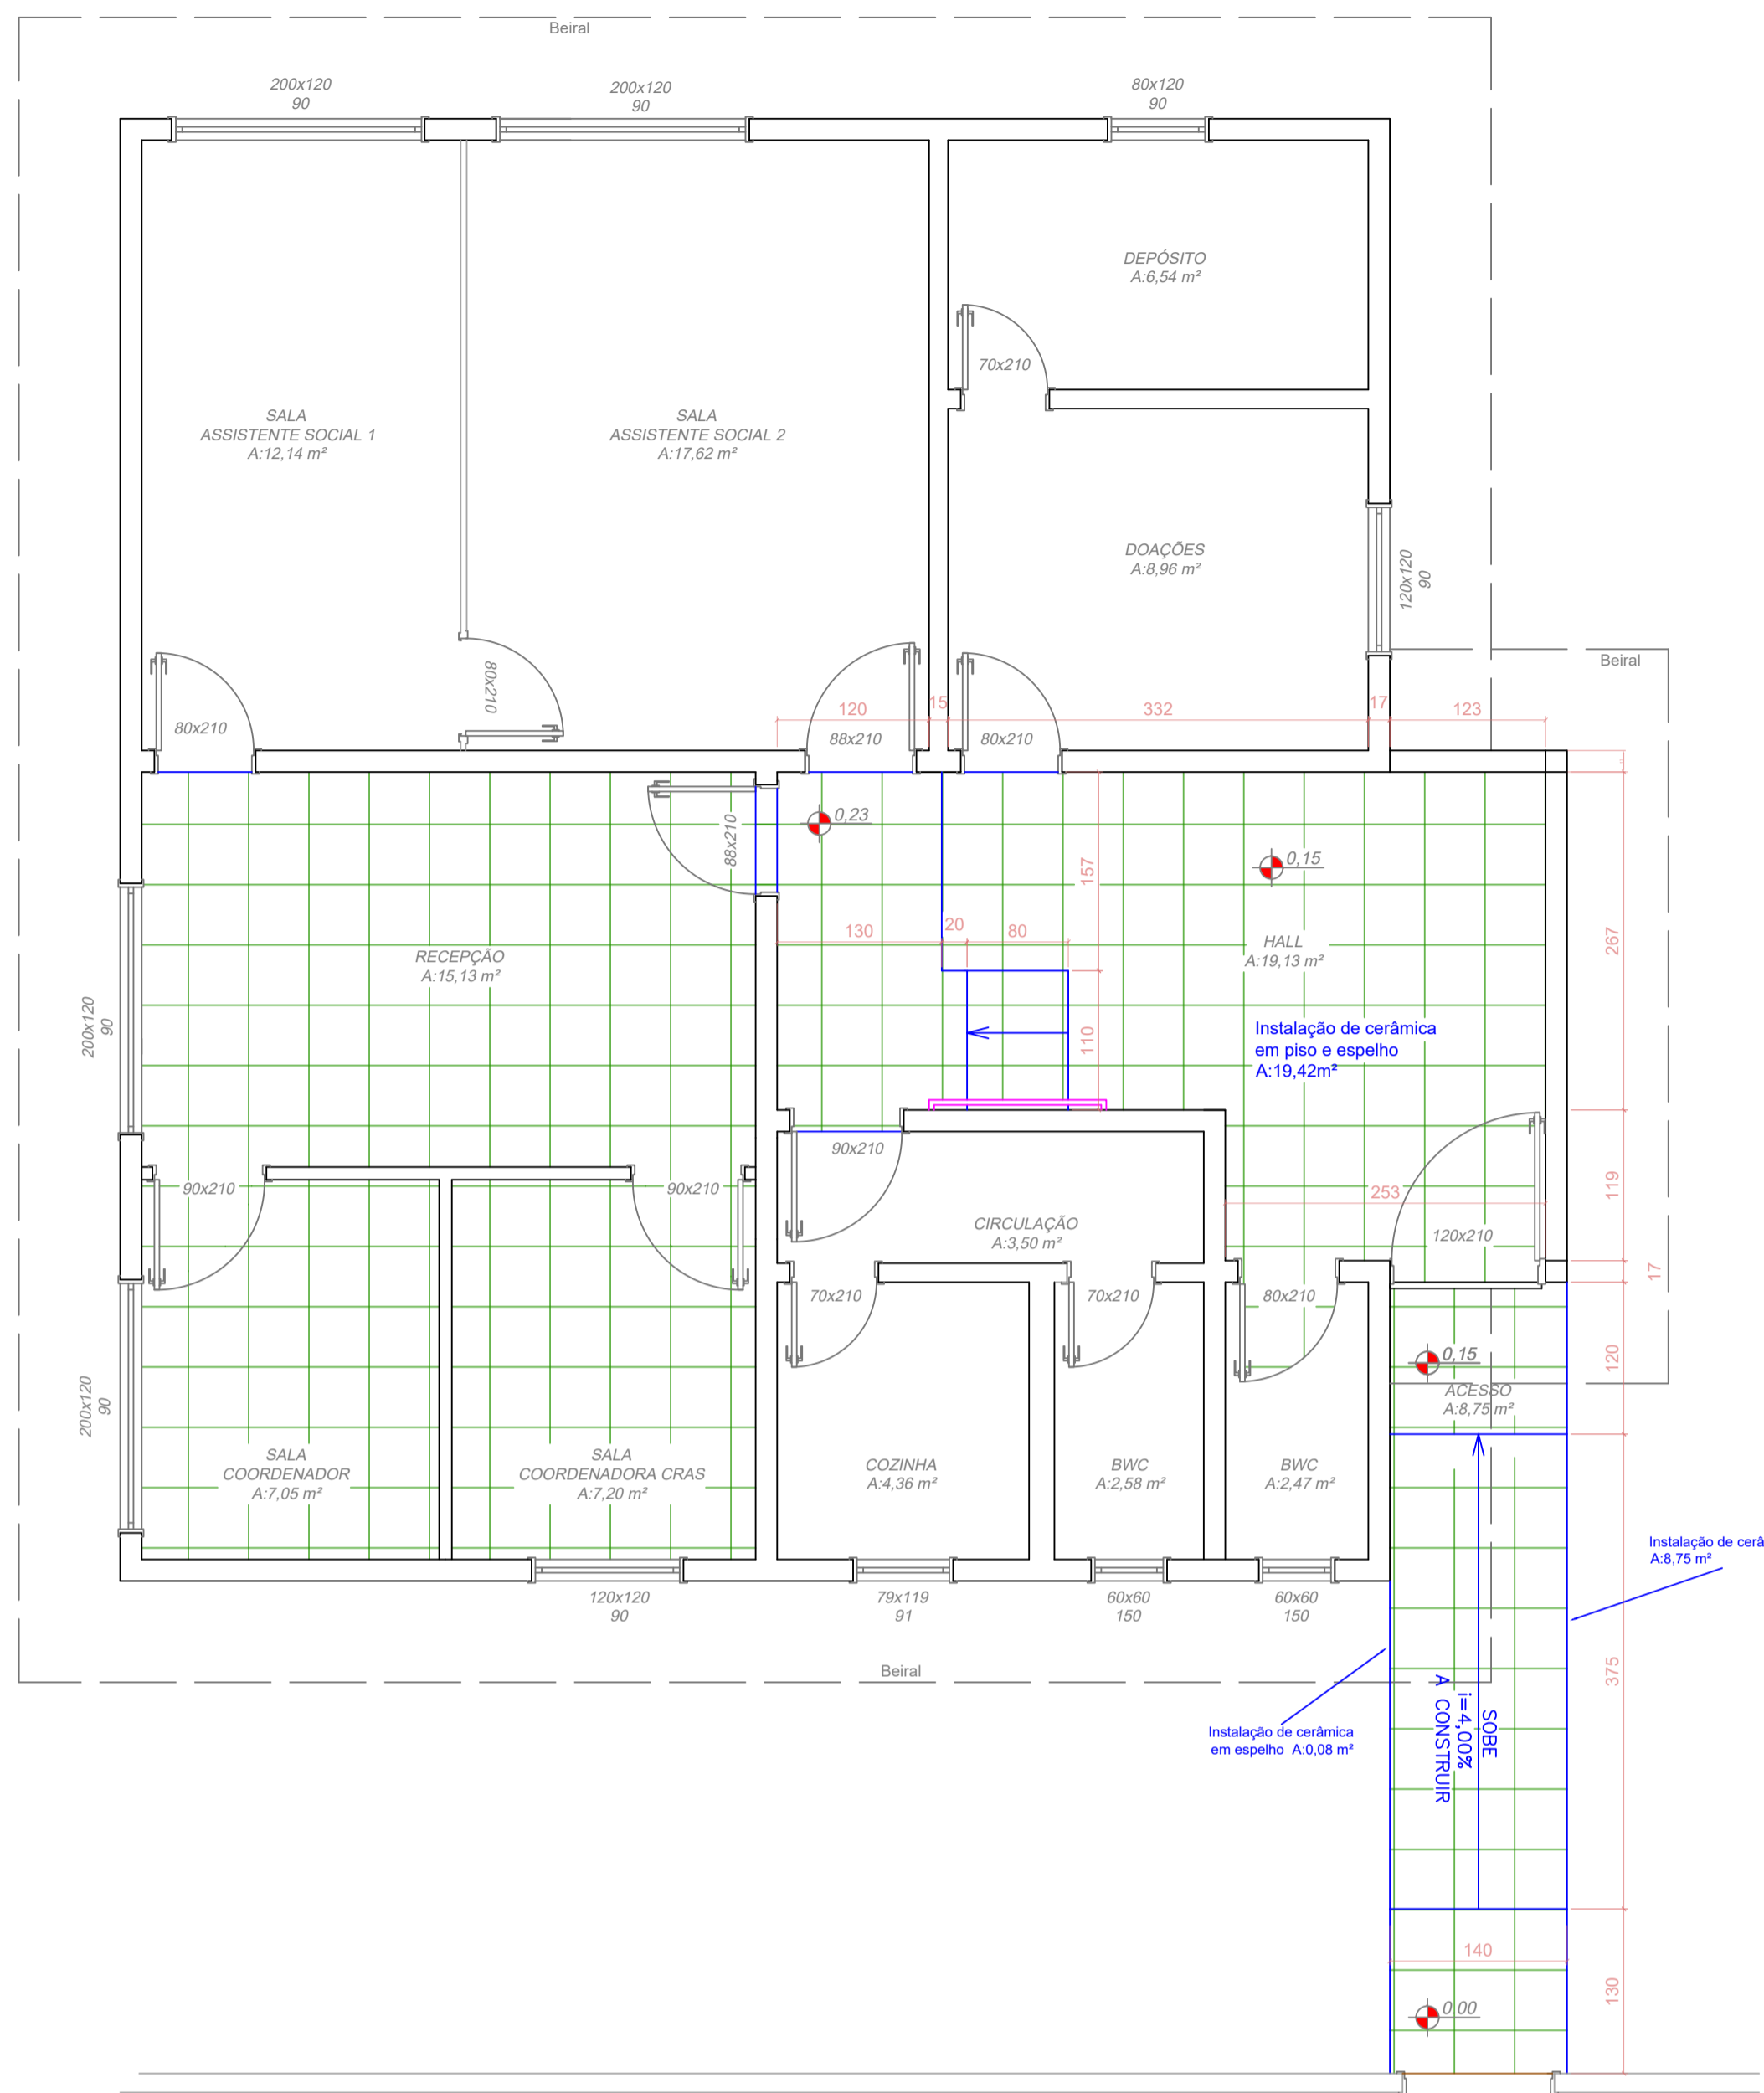 Beiral
200x120
90
200x120
90
80x120
90
DEPÓSITO
A:6,54 m²
70x210
SALA
ASSISTENTE SOCIAL 1
A:12,14 m²
SALA
ASSISTENTE SOCIAL 2
A:17,62 m²
DOAÇÕES
A:8,96 m²
120x120
90
Beiral
80x210
80x210
120
15
332
17
123
88x210
80x210
88x210
0,23
0,15
157
130
20
80
HALL
A:19,13 m²
267
RECEPÇÃO
A:15,13 m²
200x120
90
110
Instalação de cerâmica
em piso e espelho
A:19,42m²
90x210
90x210
90x210
253
119
CIRCULAÇÃO
A:3,50 m²
120x210
17
70x210
70x210
80x210
0,15
120
ACESSO
A:8,75 m²
200x120
90
SALA
COORDENADOR
A:7,05 m²
SALA
COORDENADORA CRAS
A:7,20 m²
COZINHA
A:4,36 m²
BWC
A:2,58 m²
BWC
A:2,47 m²
Instalação de cerâ
A:8,75 m²
120x120
90
79x119
91
60x60
150
60x60
150
Beiral
375
SOBE
i=4,00%
A CONSTRUIR
Instalação de cerâmica
em espelho A:0,08 m²
140
130
0.00